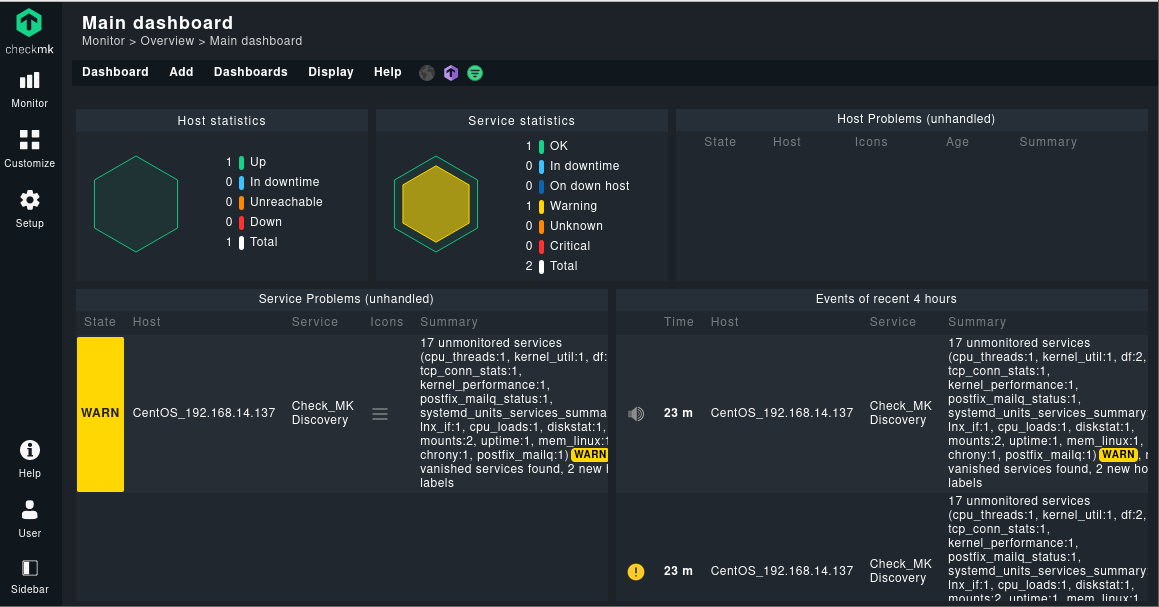 checkmk
Monitor
Customize
Setup
Help
User
Sidebar
Main dashboard
Monitor > Overview > Main dashboard
Dashboard Add Dashboards Display Help
Host statistics
1 Up
0 In downtime
0 Unreachable
0 Down
1 Total
Service statistics
1 OK
0 In downtime
0 On down host
1 Warning
0 Unknown
0 Critical
2 Total
Host Problems (unhandled)
State Host Icons Age Summary
Service Problems (unhandled)
State Host Service Icons Summary
WARN
CentOS_192.168.14.137
Check_MK
Discovery
17 unmonitored services
(cpu_threads:1, kernel_util:1, df:
tcp_conn_stats:1,
kernel_performance:1,
postfix_mailq_status:1,
systemd_units_services_summa
lnx_if:1, cpu_loads:1, diskstat:1,
mounts:2, uptime:1, mem_linux:1
chrony:1, postfix_mailq:1) WARN
vanished services found, 2 new
labels
Events of recent 4 hours
Time Host Service Summary
23 m
CentOS_192.168.14.137
Check_MK
Discovery
17 unmonitored services
(cpu_threads:1, kernel_util:1, df:2,
tcp_conn_stats:1,
kernel_performance:1,
postfix_mailq_status:1,
systemd_units_services_summary
lnx_if:1, cpu_loads:1, diskstat:1,
mounts:2, uptime:1, mem_linux:1,
chrony:1, postfix_mailq:1) WARN,
vanished services found, 2 new ho
labels
23 m
CentOS_192.168.14.137
Check_MK
Discovery
17 unmonitored services
(cpu_threads:1, kernel_util:1, df:2,
tcp_conn_stats:1,
kernel_performance:1,
postfix_mailq_status:1,
systemd_units_services_summary
lnx_if:1, cpu_loads:1, diskstat:1,
mounts:2, uptime:1, mem_linux:1,